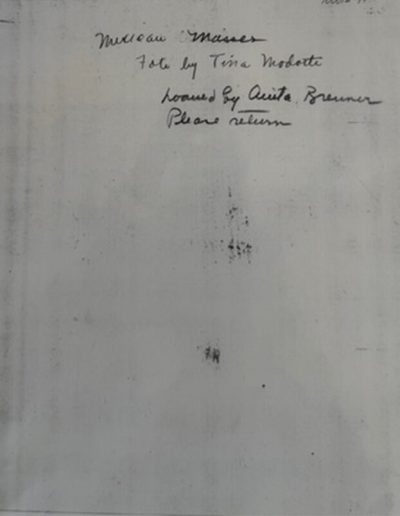 Mexican Masses
Foto by Tina Modotti
Loaned by Anita Brenner
Please return